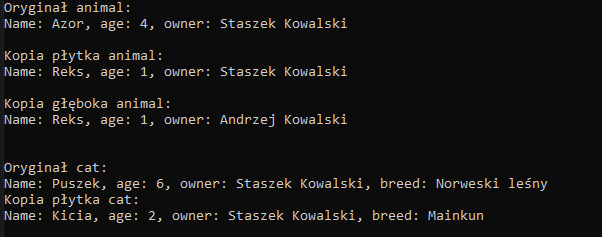 Oryginał animal:
Name: Azor, age: 4, owner: Staszek Kowalski
Kopia płytka animal:
Name: Reks, age: 1, owner: Staszek Kowalski
Kopia głęboka animal:
Name: Reks, age: 1, owner: Andrzej Kowalski
Oryginał cat:
Name: Puszek, age: 6, owner: Staszek Kowalski, breed: Norweski leśny
Kopia płytka cat:
Name: Kicia, age: 2, owner: Staszek Kowalski, breed: Mainkun